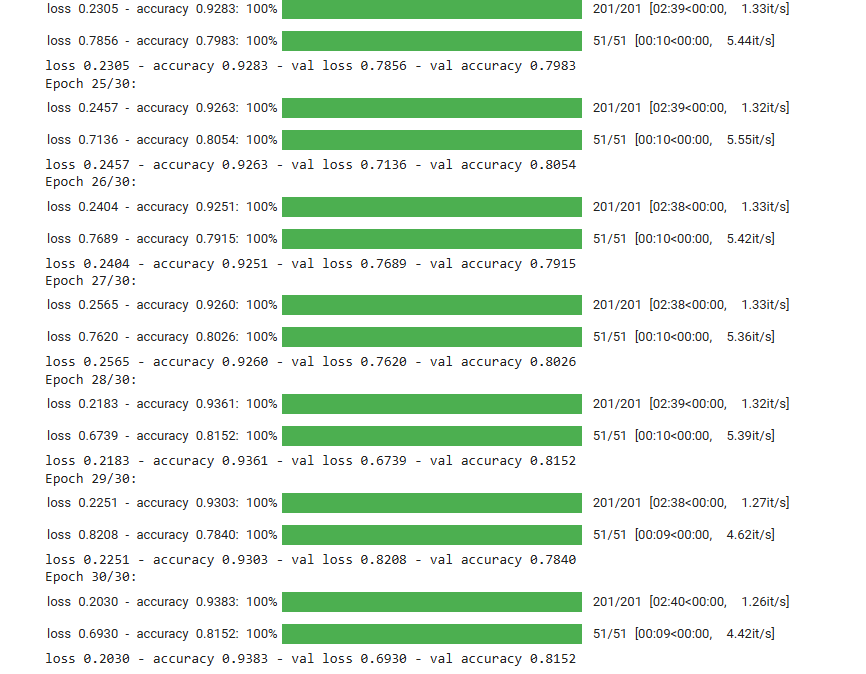 loss 0.2305 - accuracy 0.9283: 100% 201/201 [02:39<00:00, 1.33it/s]
loss 0.7856 - accuracy 0.7983: 100% 51/51 [00:10<00:00, 5.44it/s]
loss 0.2305 - accuracy 0.9283 - val loss 0.7856 - val accuracy 0.7983
Epoch 25/30:
loss 0.2457 - accuracy 0.9263: 100% 201/201 [02:39<00:00, 1.32it/s]
loss 0.7136 - accuracy 0.8054: 100% 51/51 [00:10<00:00, 5.55it/s]
loss 0.2457 - accuracy 0.9263 - val loss 0.7136 - val accuracy 0.8054
Epoch 26/30:
loss 0.2404 - accuracy 0.9251: 100% 201/201 [02:38<00:00, 1.33it/s]
loss 0.7689 - accuracy 0.7915: 100% 51/51 [00:10<00:00, 5.42it/s]
loss 0.2404 - accuracy 0.9251 - val loss 0.7689 - val accuracy 0.7915
Epoch 27/30:
loss 0.2565 - accuracy 0.9260: 100% 201/201 [02:38<00:00, 1.33it/s]
loss 0.7620 - accuracy 0.8026: 100% 51/51 [00:10<00:00, 5.36it/s]
loss 0.2565 - accuracy 0.9260 - val loss 0.7620 - val accuracy 0.8026
Epoch 28/30:
loss 0.2183 - accuracy 0.9361: 100% 201/201 [02:39<00:00, 1.32it/s]
loss 0.6739 - accuracy 0.8152: 100% 51/51 [00:10<00:00, 5.39it/s]
loss 0.2183 - accuracy 0.9361 - val loss 0.6739 - val accuracy 0.8152
Epoch 29/30:
loss 0.2251 - accuracy 0.9303: 100% 201/201 [02:38<00:00, 1.27it/s]
loss 0.8208 - accuracy 0.7840: 100% 51/51 [00:09<00:00, 4.62it/s]
loss 0.2251 - accuracy 0.9303 - val loss 0.8208 - val accuracy 0.7840
Epoch 30/30:
loss 0.2030 - accuracy 0.9383: 100% 201/201 [02:40<00:00, 1.26it/s]
loss 0.6930 - accuracy 0.8152: 100% 51/51 [00:09<00:00, 4.42it/s]
loss 0.2030 - accuracy 0.9383 - val loss 0.6930 - val accuracy 0.8152